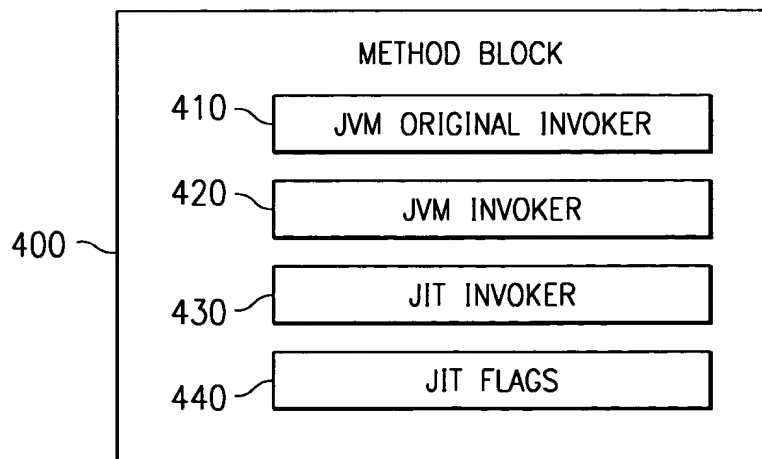 METHOD BLOCK
410
JVM ORIGINAL INVOKER
420
JVM INVOKER
400
430
JIT INVOKER
440
JIT FLAGS